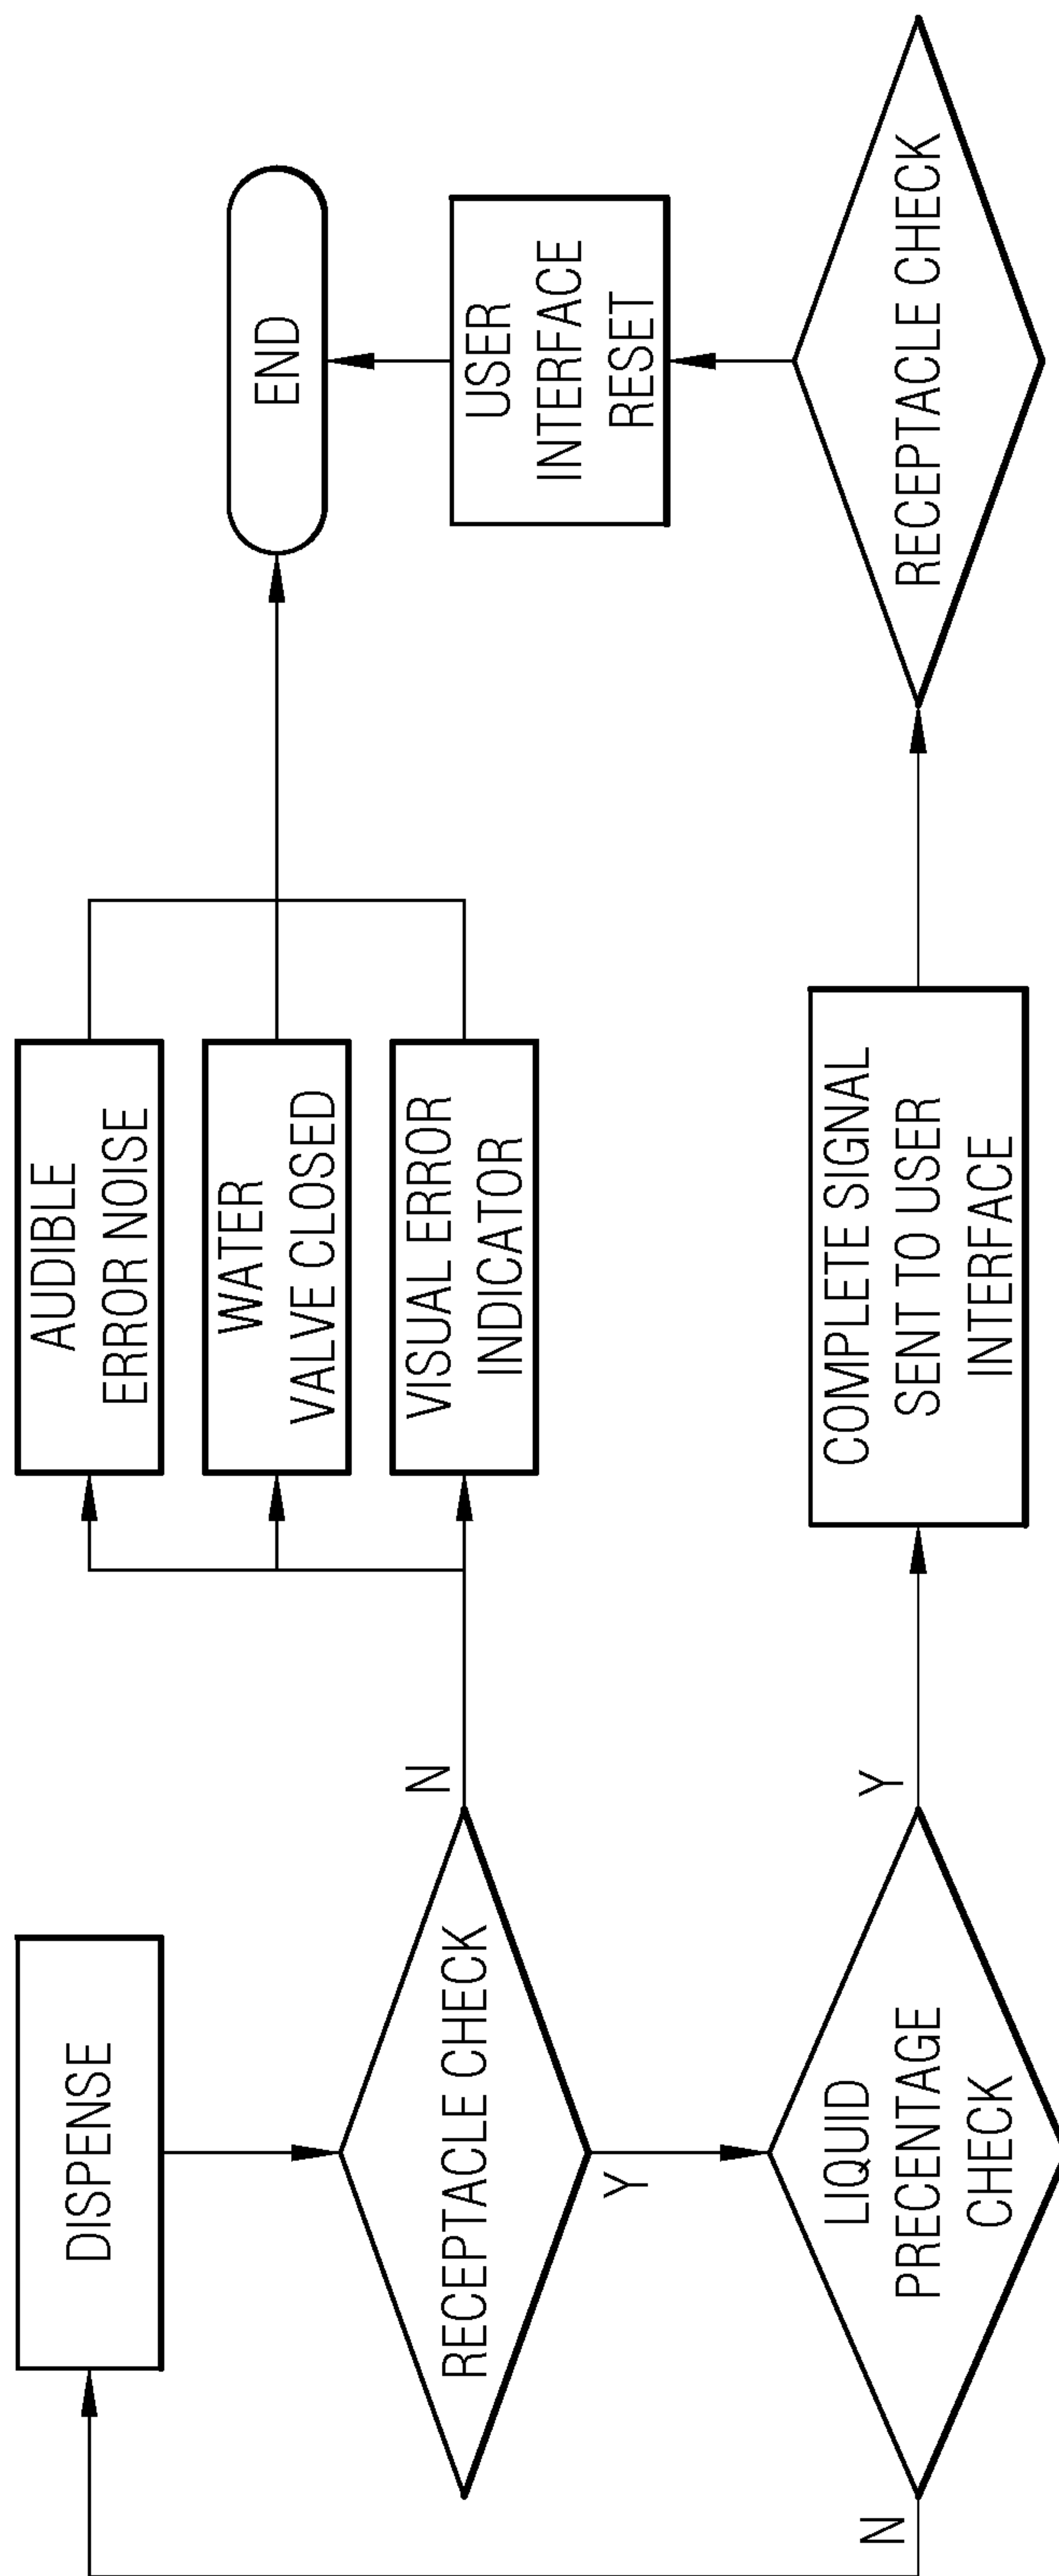 DISPENSE
RECEPTACLE CHECK
N
Y
LIQUID
PRECENTAGE
CHECK
N
Y
AUDIBLE
ERROR NOISE
WATER
VALVE CLOSED
VISUAL ERROR
INDICATOR
COMPLETE SIGNAL
SENT TO USER
INTERFACE
RECEPTACLE CHECK
USER
INTERFACE
RESET
END